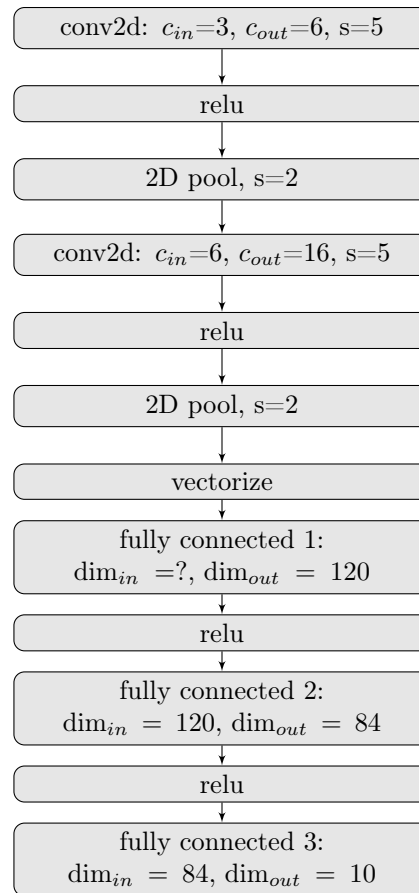 conv2d: c_in=3, c_out=6, s=5
relu
2D pool, s=2
conv2d: c_in=6, c_out=16, s=5
relu
2D pool, s=2
vectorize
fully connected 1:
dim_in =?, dim_out = 120
relu
fully connected 2:
dim_in = 120, dim_out = 84
relu
fully connected 3:
dim_in = 84, dim_out = 10